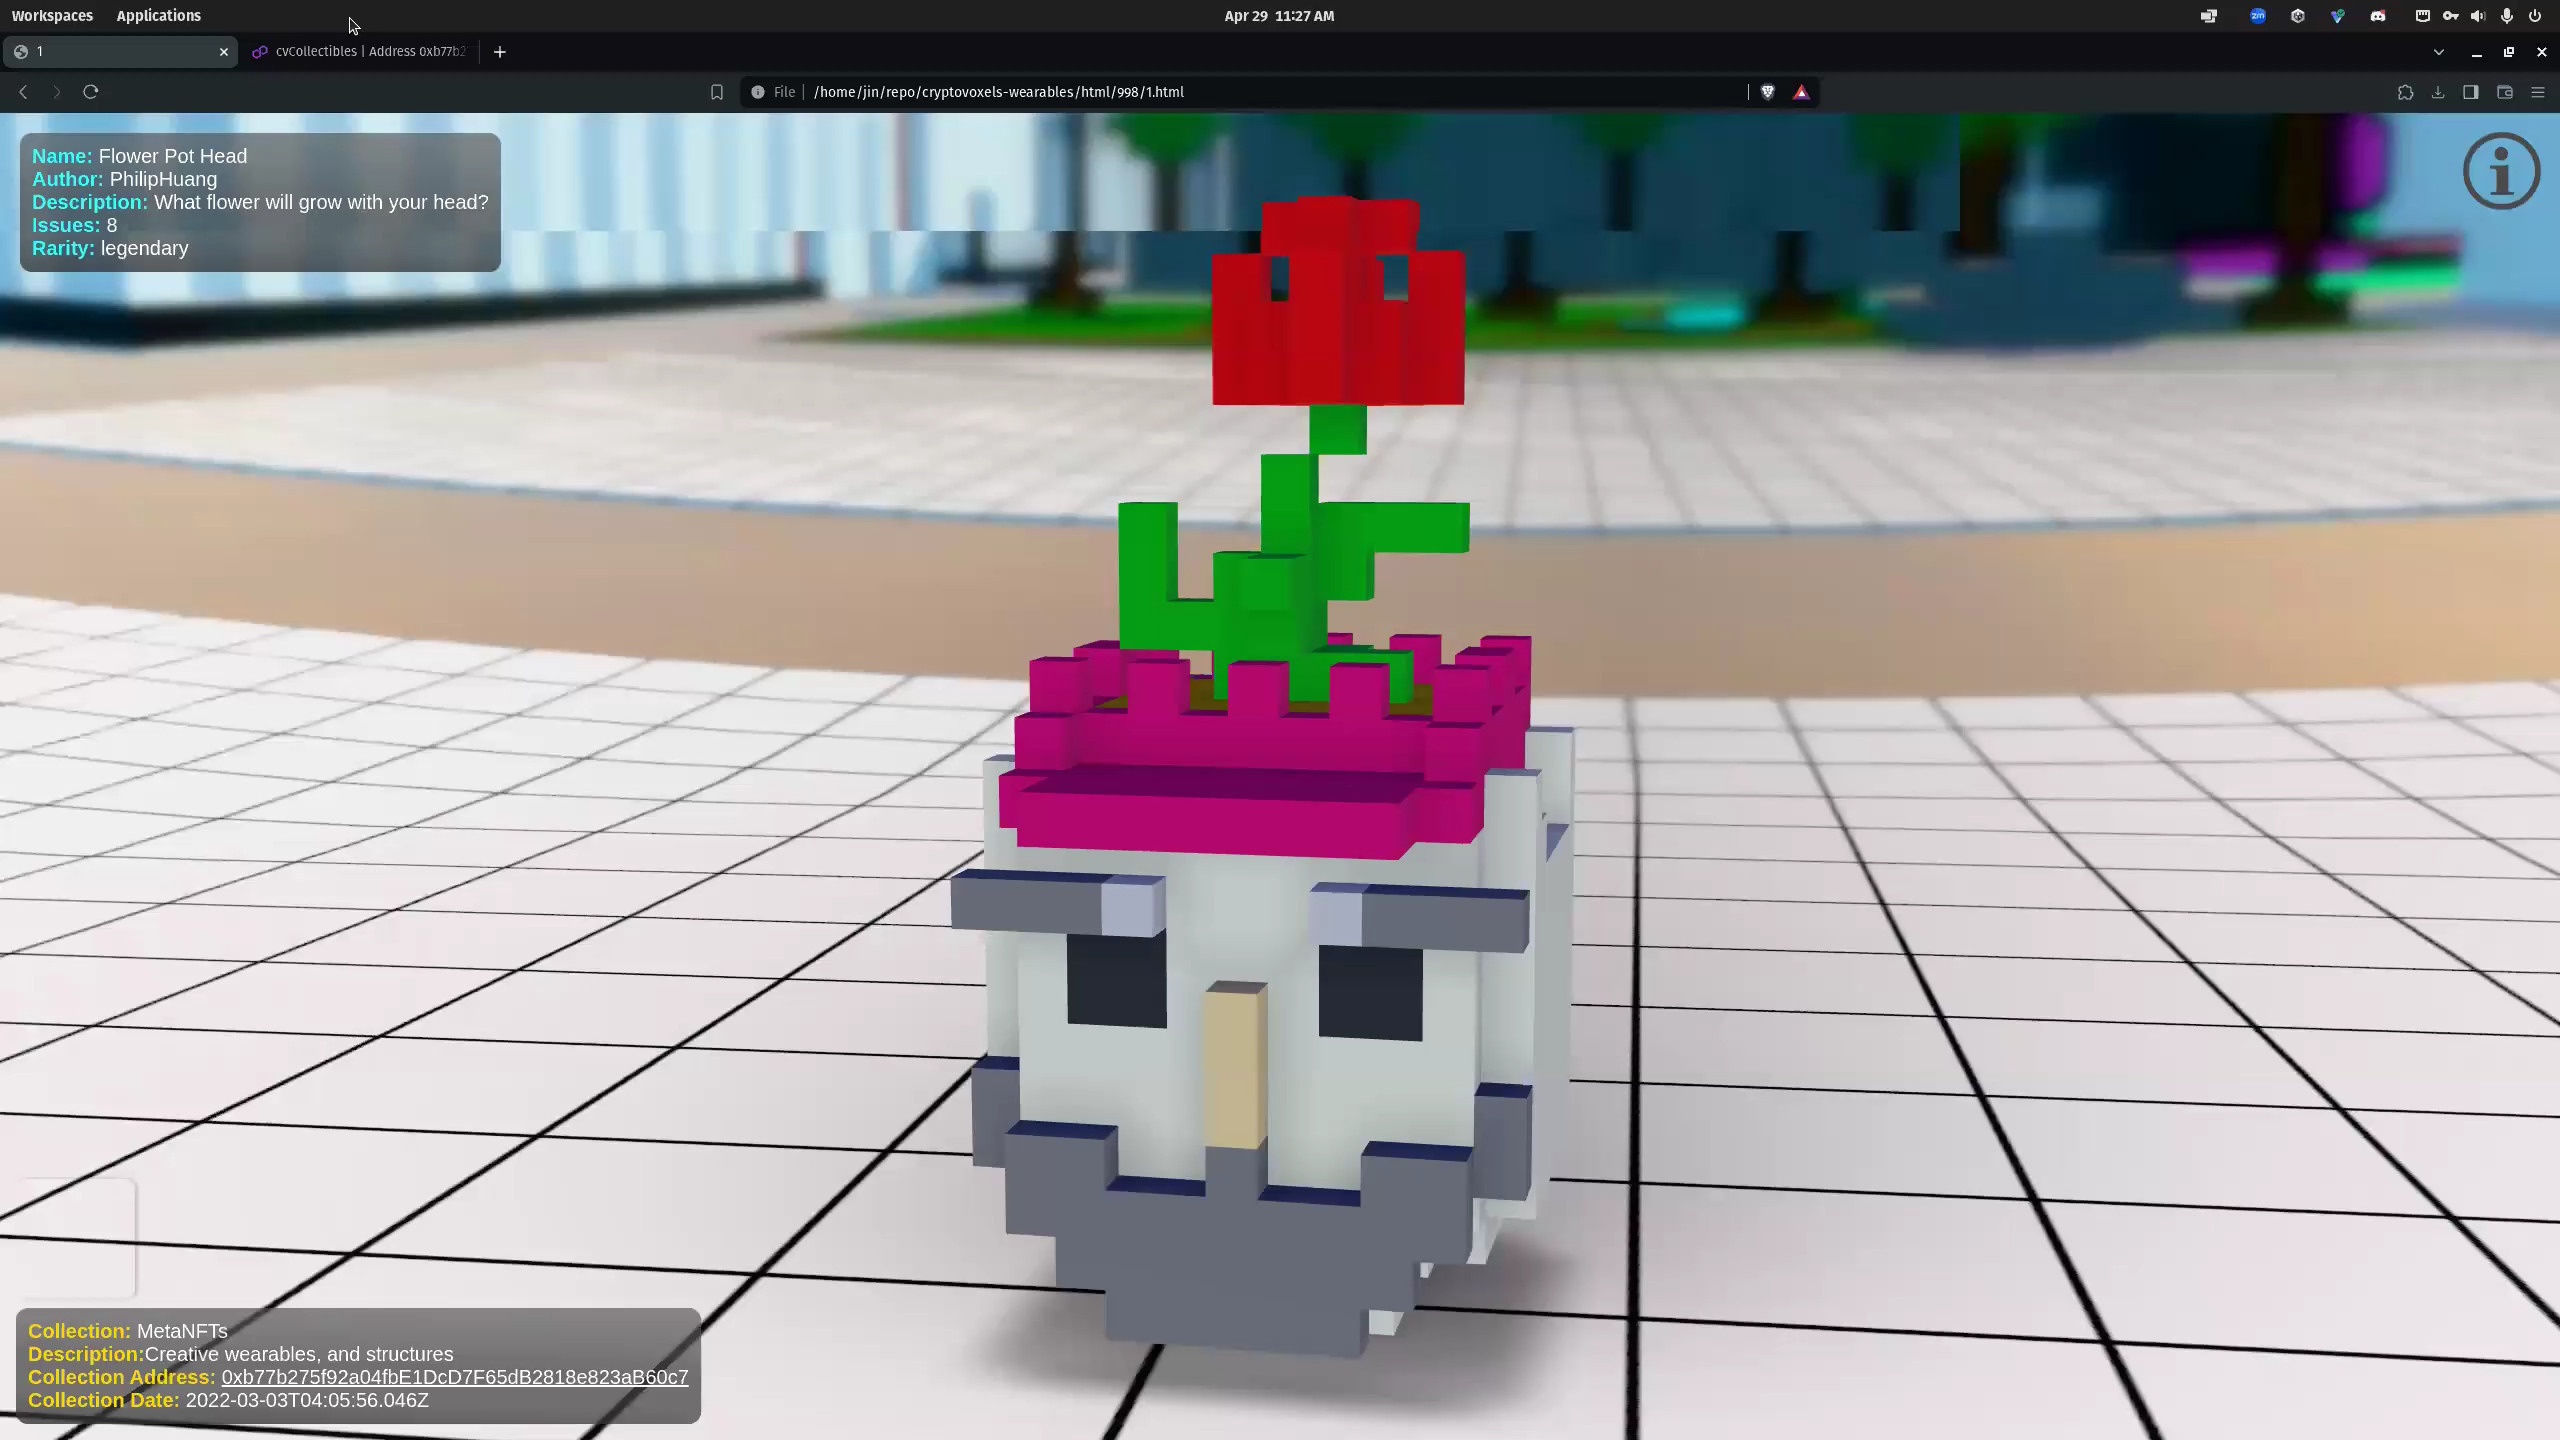 Workspaces Applications Apr 29 11:27 AM zm
1 cvCollectibles | Address 0xb77b2
File /home/jin/repo/cryptovoxels-wearables/html/998/1.html
Name: Flower Pot Head
Author: PhilipHuang
Description: What flower will grow with your head?
Issues: 8
Rarity: legendary
Collection: MetaNFTs
Description:Creative wearables, and structures
Collection Address: 0xb77b275f92a04fbE1DcD7F65dB2818e823aB60c7
Collection Date: 2022-03-03T04:05:56.046Z